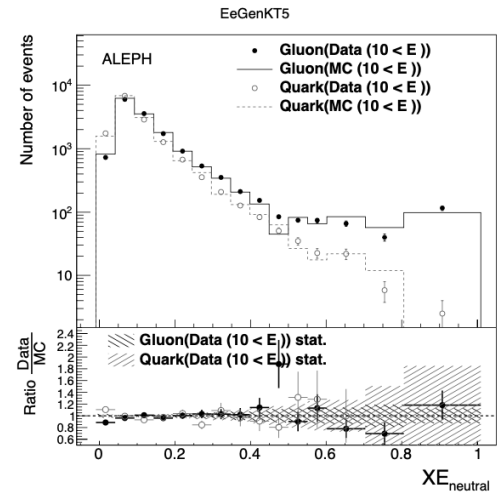 EeGenKT5
ALEPH
Gluon(Data (10 < E ))
Gluon(MC (10 < E ))
Quark(Data (10 < E ))
Quark(MC (10 < E ))
Number of events
10⁴
10³
10²
10
Gluon(Data (10 < E )) stat.
Quark(Data (10 < E )) stat.
Ratio Data
MC
2.4
2.2
2
1.8
1.6
1.4
1.2
1
0.8
0.6
0 0.2 0.4 0.6 0.8 1
XE neutral